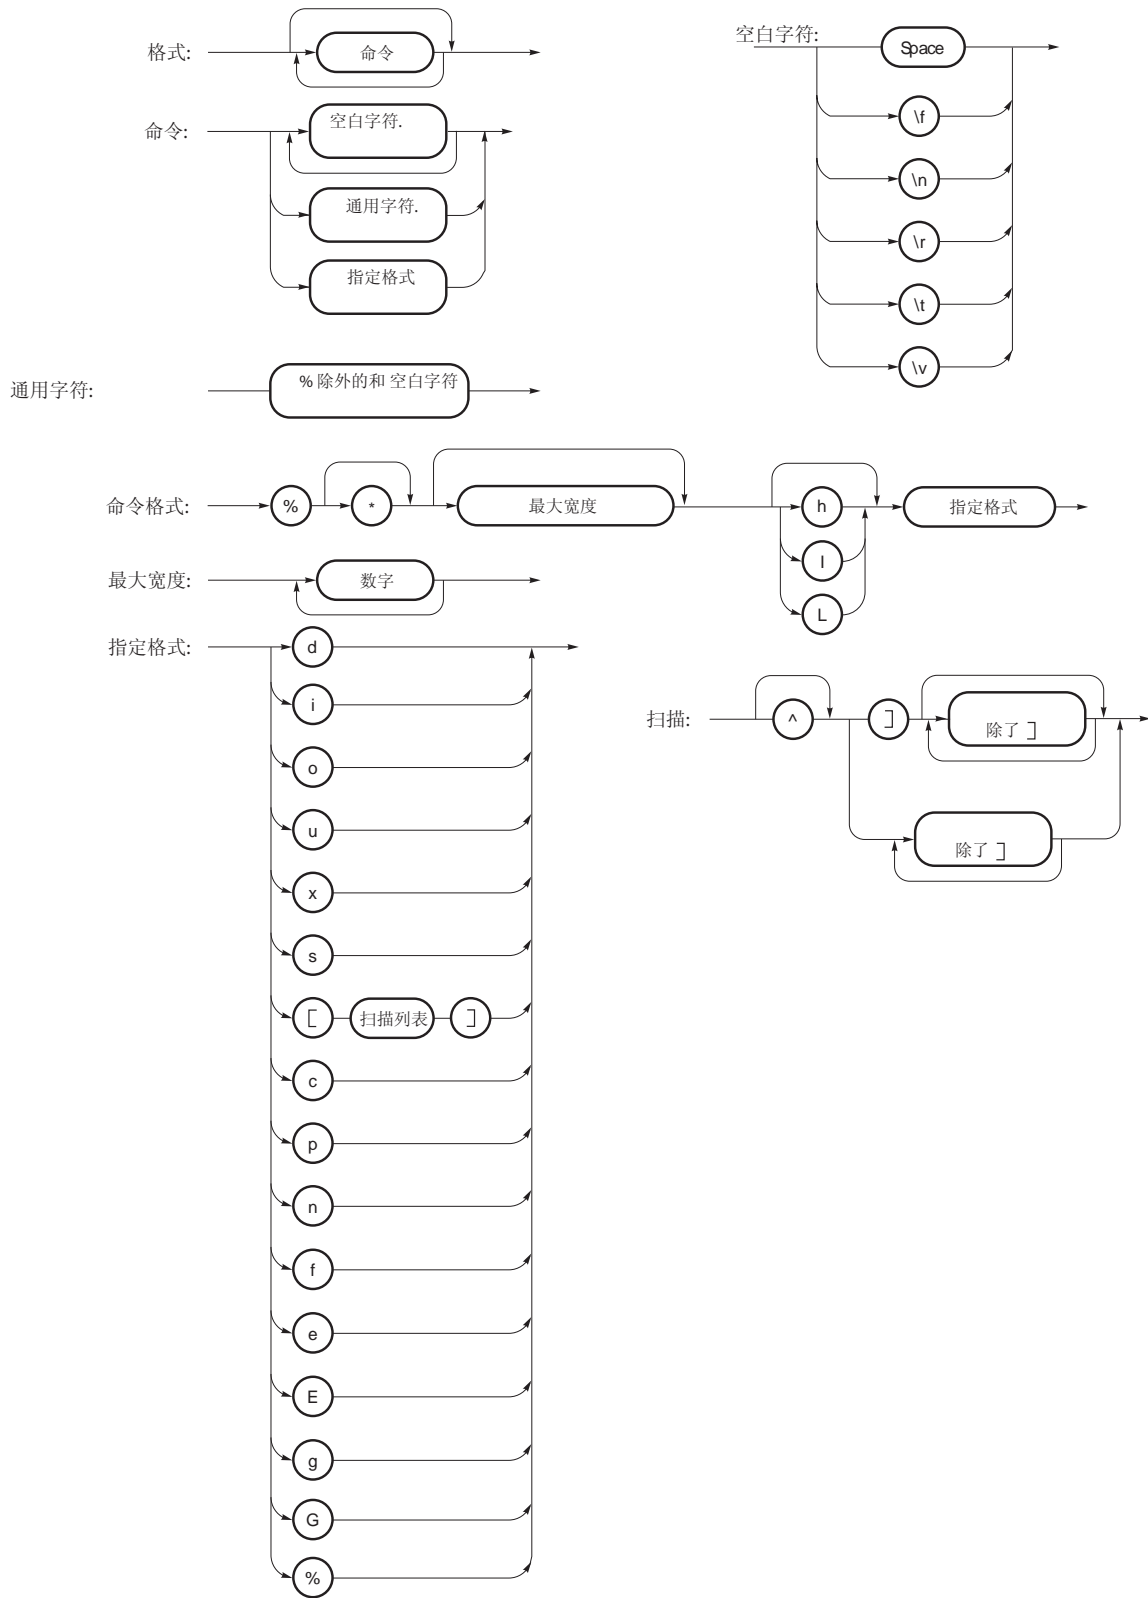 格式:
命令
空白字符:
Space
\f
\n
\r
\t
\v
命令:
空白字符.
通用字符.
指定格式
通用字符:
% 除外的和 空白字符
命令格式:
%
*
最大宽度
h
l
L
指定格式
最大宽度:
数字
指定格式:
d
i
o
u
x
s
[
扫描列表
]
c
p
n
f
e
E
g
G
%
扫描:
^
]
除了 ]
除了 ]